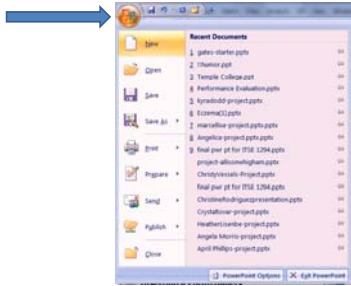 New
Open
Save
Save As
Print
Prepare
Send
Publish
Close
Recent Documents
1 gates-starter.pptx
2 thumor.ppt
3 Temple College.ppt
4 Performance Evaluation.pptx
5 kyradodd-project.pptx
6 Eczema(1).pptx
7 marcellise-project.pptx.pptx
8 Angelica-project.pptx.pptx
9 final pwr pt for ITSE 1294.pptx
project-allisonwhigham.pptx
ChristyVessels-Project.pptx
final pwr pt for ITSE 1294.pptx
ChristineRodriguezpresentation.pptx
Crystaltovar-project.pptx
HeatherLisenbe-project.pptx
Angela Morris-project.pptx
April Phillips-project.pptx
PowerPoint Options
Exit PowerPoint